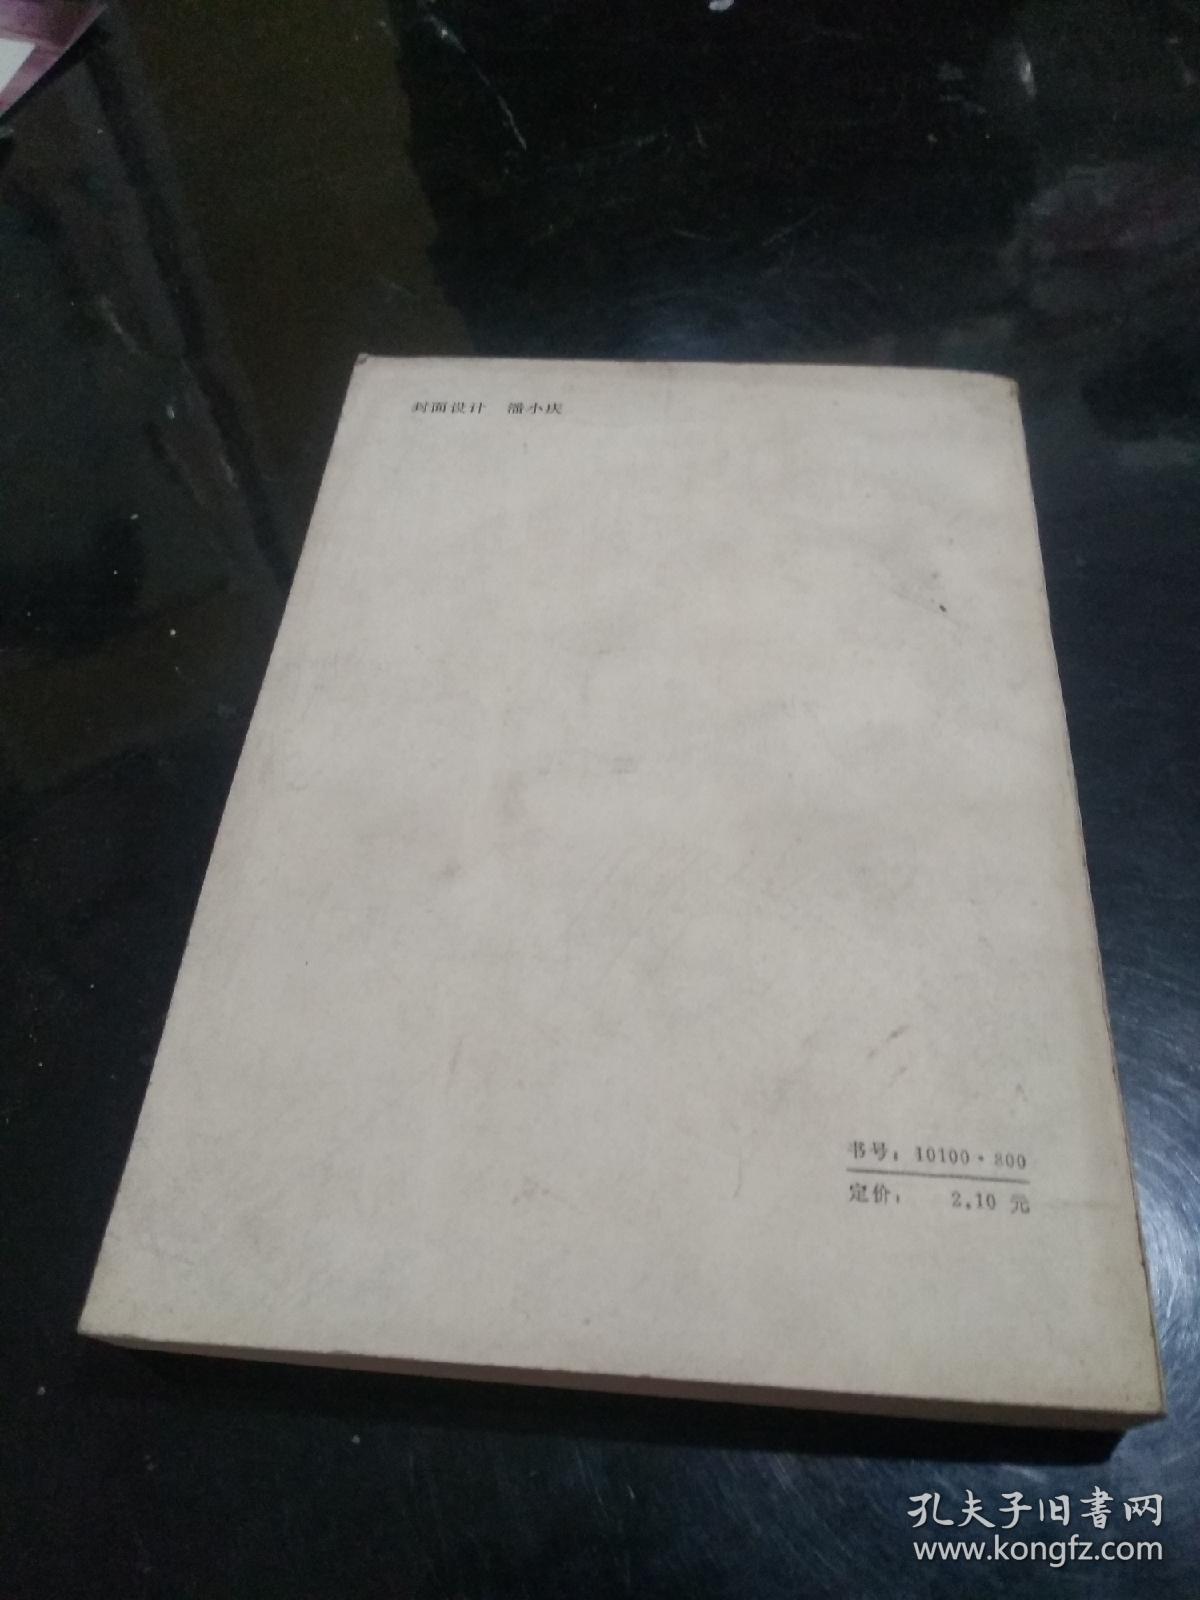 封面设计 潘小庆
书号：10100·800
定价： 2.10 元
孔夫子旧書网
www.kongfz.com